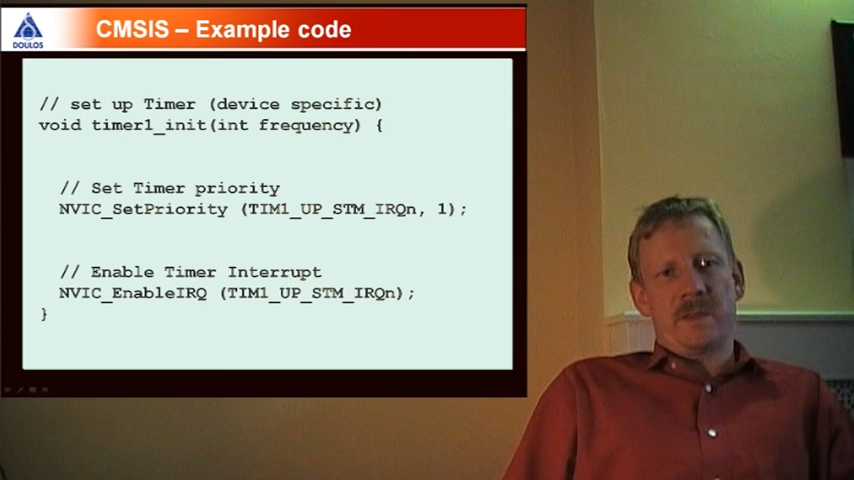 DOULOS
CMSIS – Example code
// set up Timer (device specific)
void timer1_init(int frequency) {
// Set Timer priority
NVIC_SetPriority (TIM1_UP_STM_IRQn, 1);
// Enable Timer Interrupt
NVIC_EnableIRQ (TIM1_UP_STM_IRQn);
}